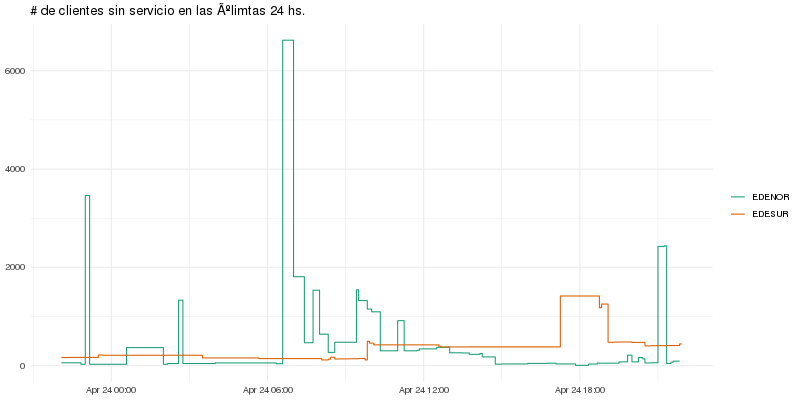 # de clientes sin servicio en las Ãºlimtas 24 hs.
6000
4000
2000
0
Apr 24 00:00
Apr 24 06:00
Apr 24 12:00
Apr 24 18:00
EDENOR
EDESUR